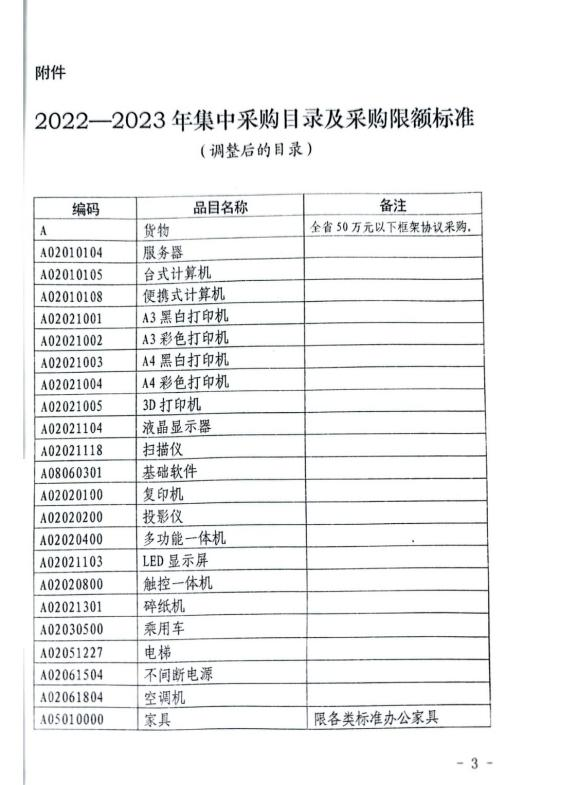 附件
2022—2023 年集中采购目录及采购限额标准
（调整后的目录）
编码 品目名称 备注
A 货物 全省 50 万元以下框架协议采购。
A02010104 服务器
A02010105 台式计算机
A02010108 便携式计算机
A02021001 A3 黑白打印机
A02021002 A3 彩色打印机
A02021003 A4 黑白打印机
A02021004 A4 彩色打印机
A02021005 3D 打印机
A02021104 液晶显示器
A02021118 扫描仪
A08060301 基础软件
A02020100 复印机
A02020200 投影仪
A02020400 多功能一体机
A02021103 LED 显示屏
A02020800 触控一体机
A02021301 碎纸机
A02030500 乘用车
A02051227 电梯
A02061504 不间断电源
A02061804 空调机
A05010000 家具 限各类标准办公家具
- 3 -